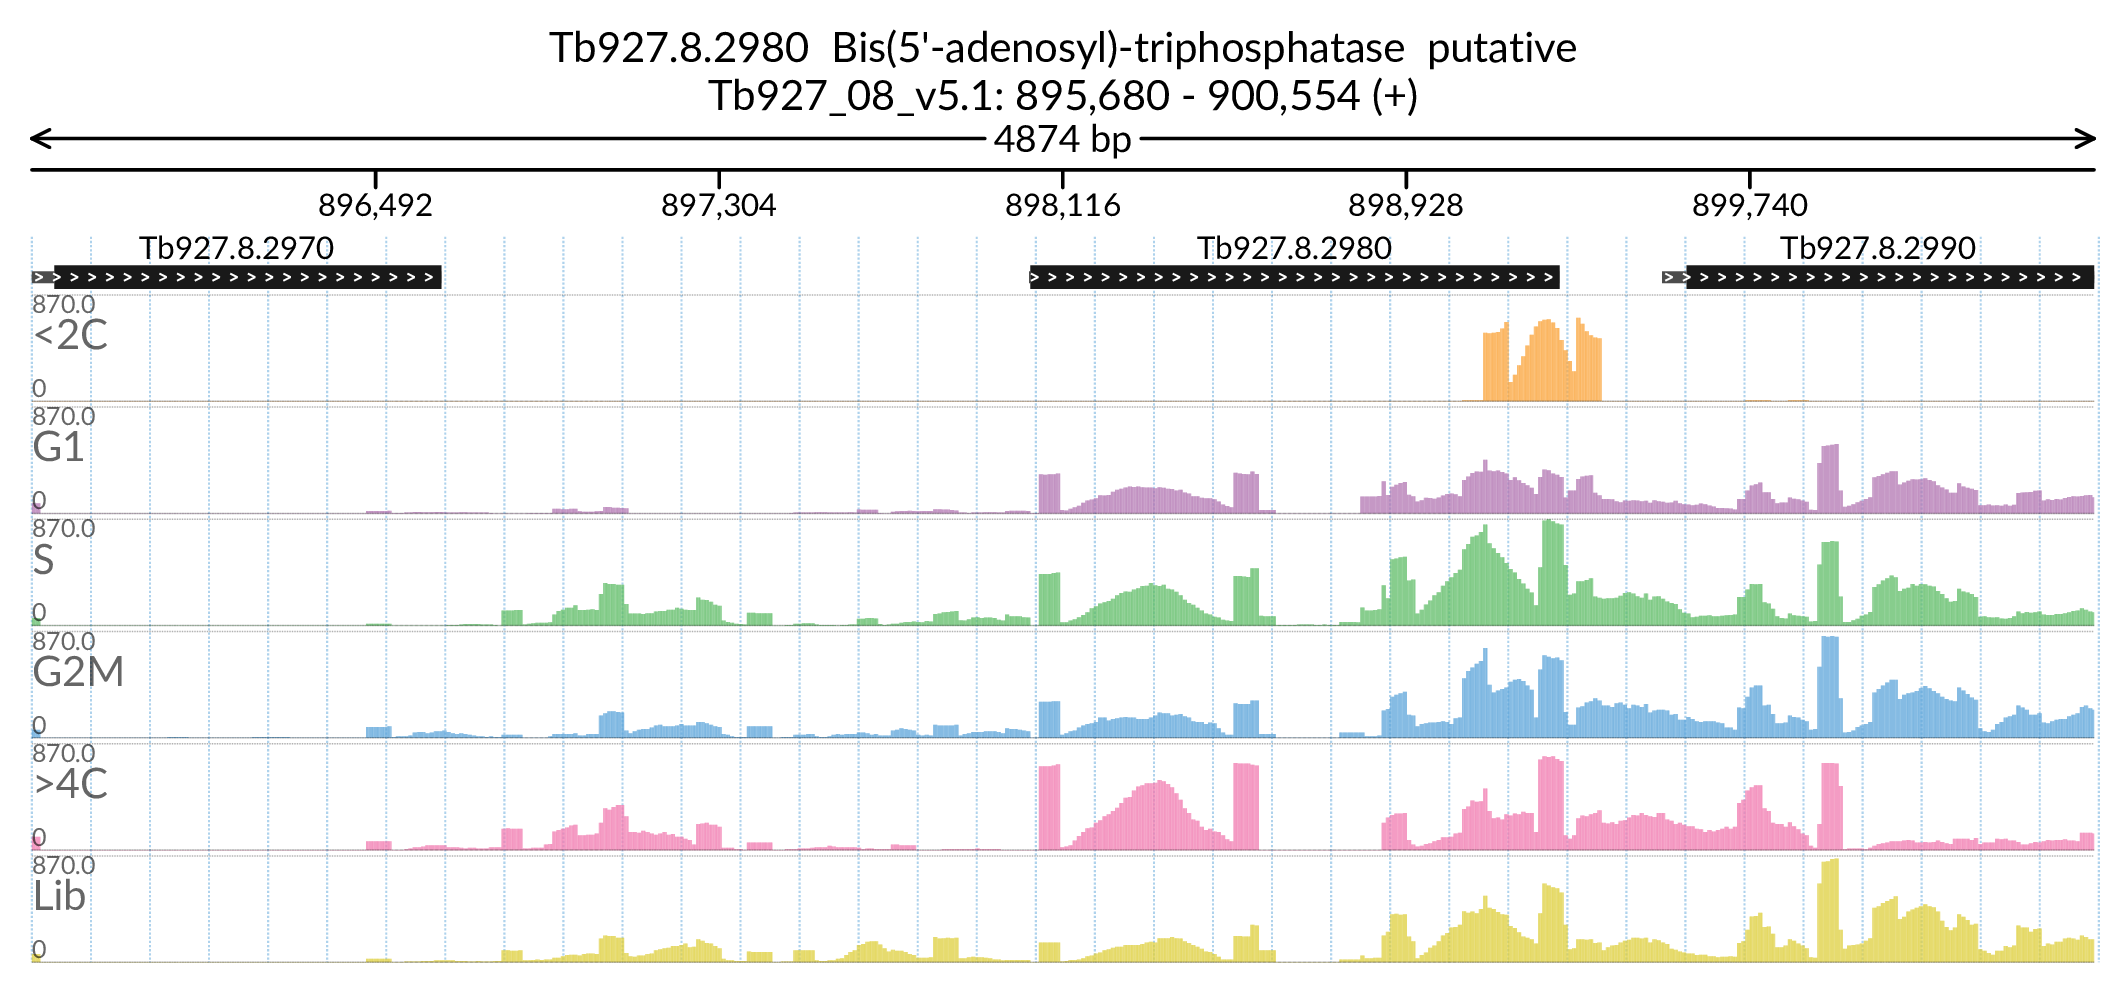 Tb927.8.2980 Bis(5'-adenosyl)-triphosphatase putative
Tb927_08_v5.1: 895,680 - 900,554 (+)
4874 bp
896,492 897,304 898,116 898,928 899,740
Tb927.8.2970 Tb927.8.2980 Tb927.8.2990
870.0
<2C
0
870.0
G1
0
870.0
S
0
870.0
G2M
0
870.0
>4C
0
870.0
Lib
0